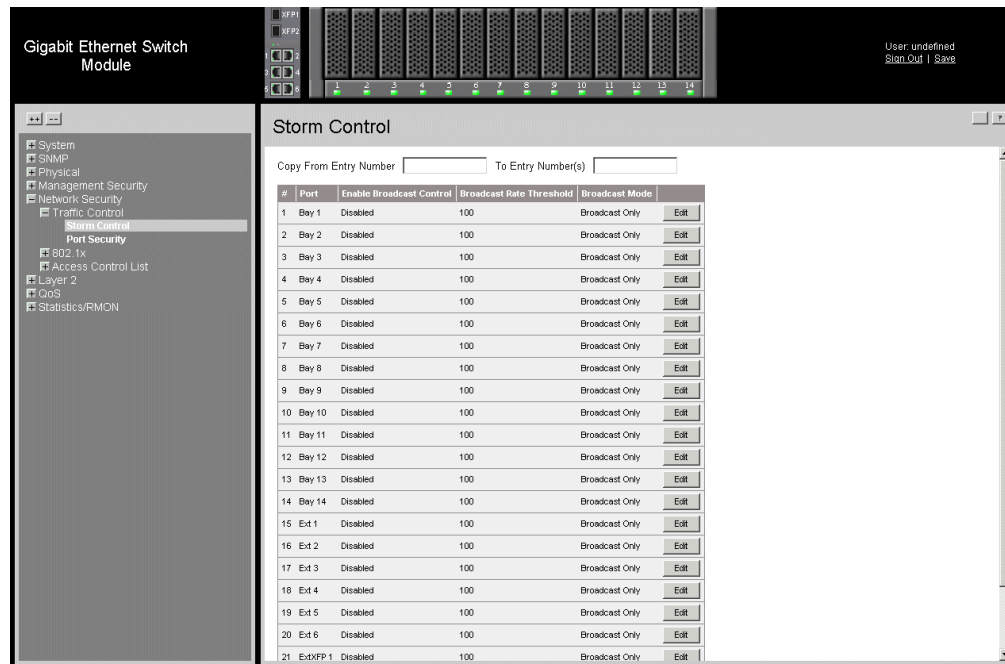 Gigabit Ethernet Switch
Module
XFP1
XFP2
1 2
3 4
5 6
1 2 3 4 5 6 7 8 9 10 11 12 13 14
User: undefined
Sign Out | Save
++ --
System
SNMP
Physical
Management Security
Network Security
Traffic Control
Storm Control
Port Security
802.1x
Access Control List
Layer 2
QoS
Statistics/RMON
Storm Control
?
Copy From Entry Number To Entry Number(s)
# Port Enable Broadcast Control Broadcast Rate Threshold Broadcast Mode
1 Bay 1 Disabled 100 Broadcast Only Edit
2 Bay 2 Disabled 100 Broadcast Only Edit
3 Bay 3 Disabled 100 Broadcast Only Edit
4 Bay 4 Disabled 100 Broadcast Only Edit
5 Bay 5 Disabled 100 Broadcast Only Edit
6 Bay 6 Disabled 100 Broadcast Only Edit
7 Bay 7 Disabled 100 Broadcast Only Edit
8 Bay 8 Disabled 100 Broadcast Only Edit
9 Bay 9 Disabled 100 Broadcast Only Edit
10 Bay 10 Disabled 100 Broadcast Only Edit
11 Bay 11 Disabled 100 Broadcast Only Edit
12 Bay 12 Disabled 100 Broadcast Only Edit
13 Bay 13 Disabled 100 Broadcast Only Edit
14 Bay 14 Disabled 100 Broadcast Only Edit
15 Ext 1 Disabled 100 Broadcast Only Edit
16 Ext 2 Disabled 100 Broadcast Only Edit
17 Ext 3 Disabled 100 Broadcast Only Edit
18 Ext 4 Disabled 100 Broadcast Only Edit
19 Ext 5 Disabled 100 Broadcast Only Edit
20 Ext 6 Disabled 100 Broadcast Only Edit
21 ExtXFP 1 Disabled 100 Broadcast Only Edit